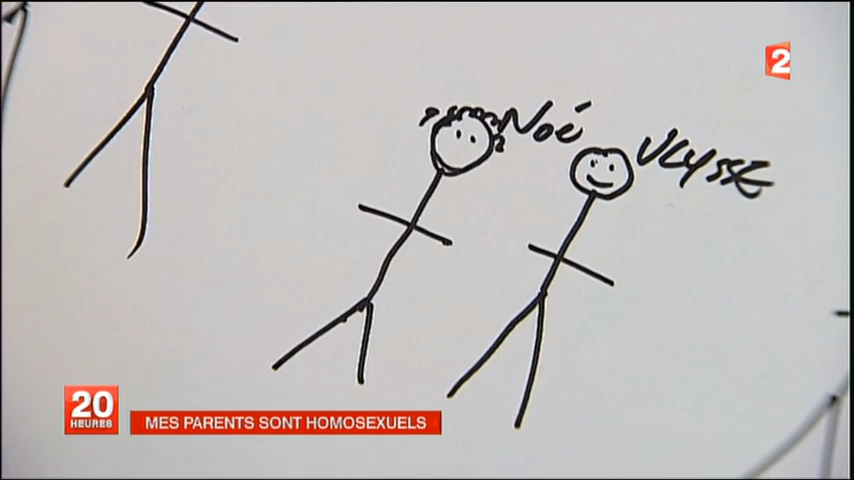 2
Noé
ULYSSE
20
HEURES
MES PARENTS SONT HOMOSEXUELS